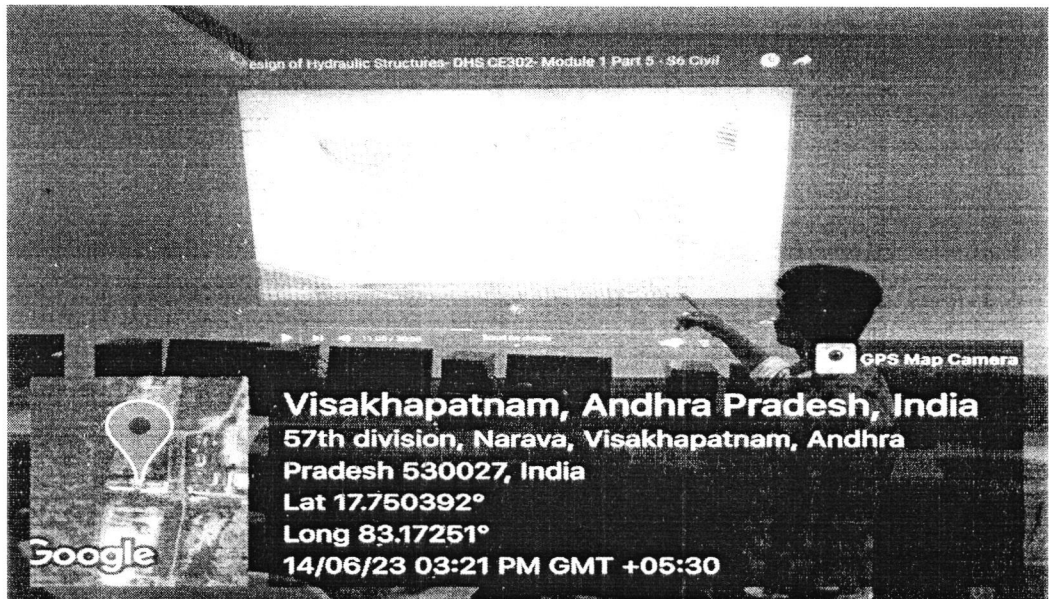 esign of Hydraulic Structures- DHS CE302- Module 1 Part 5 - S6 Civil
GPS Map Camera
Visakhapatnam, Andhra Pradesh, India
57th division, Narava, Visakhapatnam, Andhra
Pradesh 530027, India
Lat 17.750392°
Long 83.17251°
14/06/23 03:21 PM GMT +05:30
Google